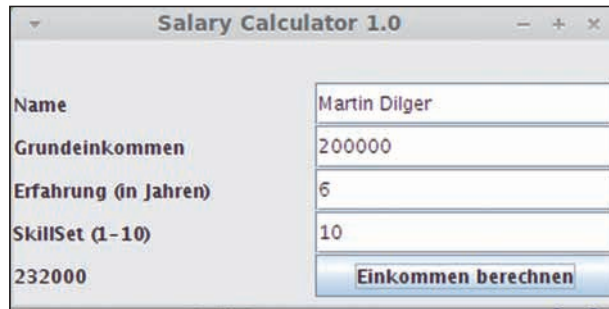 Salary Calculator 1.0
Name Martin Dilger
Grundeinkommen 200000
Erfahrung (in Jahren) 6
SkillSet (1-10) 10
232000 Einkommen berechnen